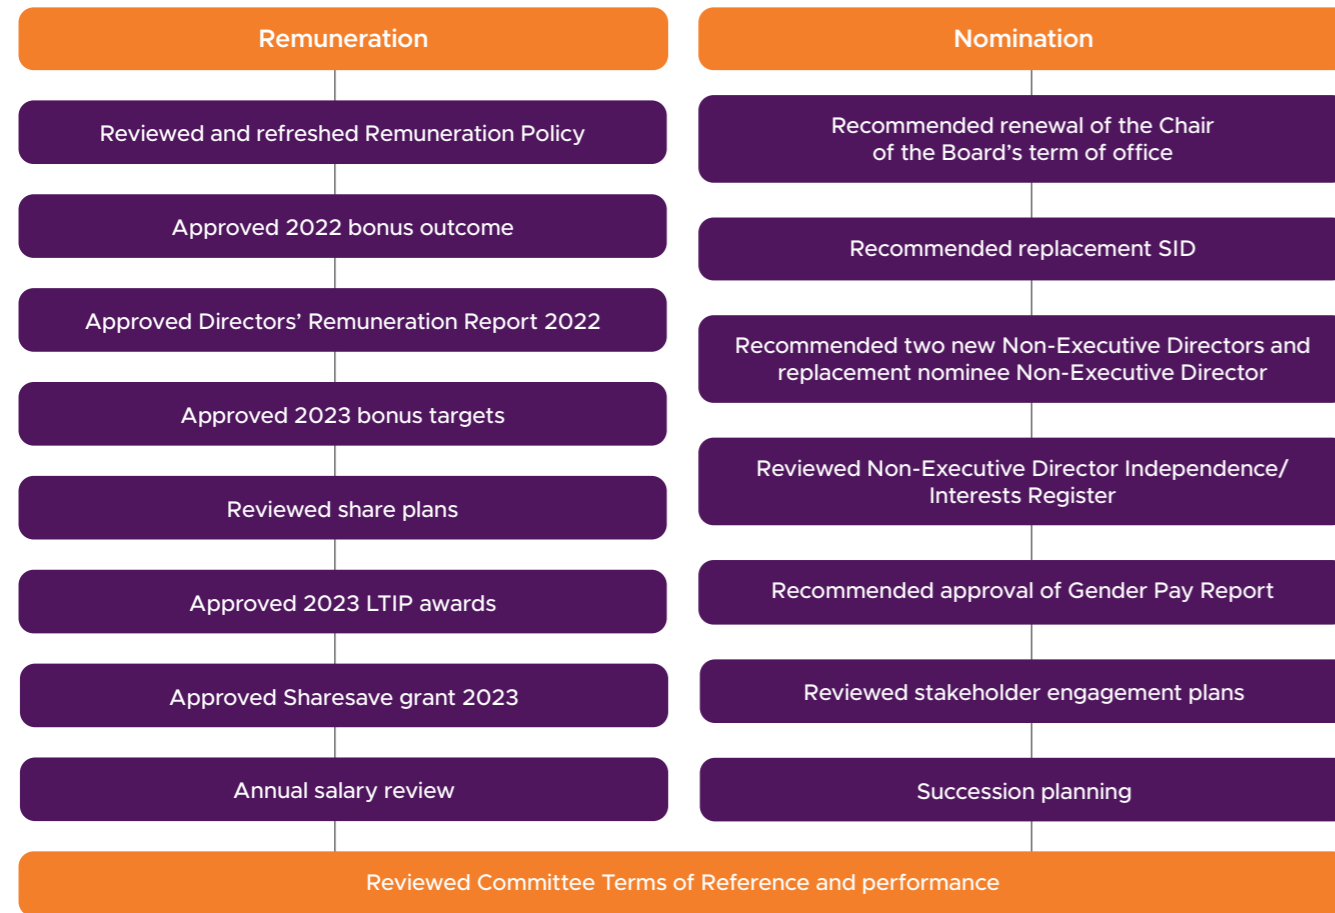 Remuneration
Reviewed and refreshed Remuneration Policy
Approved 2022 bonus outcome
Approved Directors’ Remuneration Report 2022
Approved 2023 bonus targets
Reviewed share plans
Approved 2023 LTIP awards
Approved Sharesave grant 2023
Annual salary review
Nomination
Recommended renewal of the Chair
of the Board’s term of office
Recommended replacement SID
Recommended two new Non-Executive Directors and
replacement nominee Non-Executive Director
Reviewed Non-Executive Director Independence/
Interests Register
Recommended approval of Gender Pay Report
Reviewed stakeholder engagement plans
Succession planning
Reviewed Committee Terms of Reference and performance